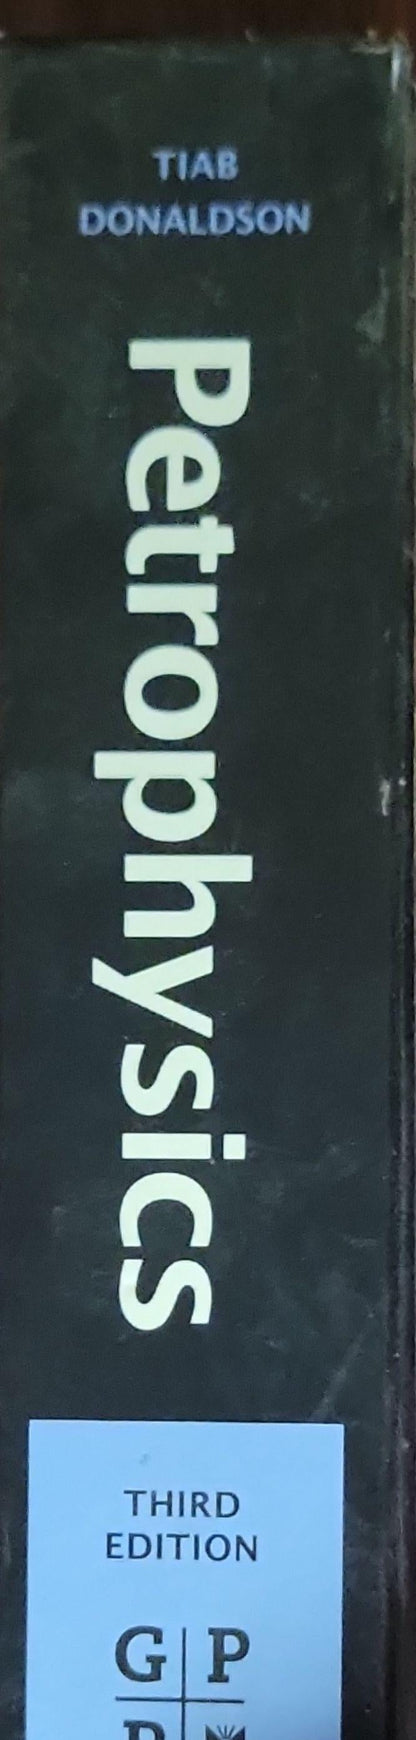 TIAB
DONALDSON
Petrophysics
THIRD
EDITION
G P
P